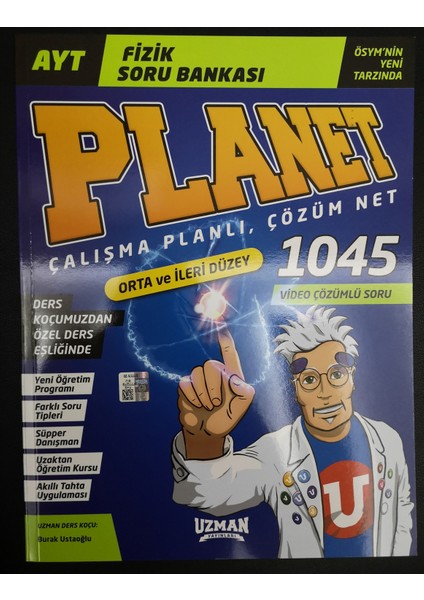 AYT
FİZİK
SORU BANKASI
ÖSYM'NİN
YENİ
TARZINDA
PLANET
ÇALIŞMA PLANLI, ÇÖZÜM NET
ORTA ve İLERİ DÜZEY
1045
VİDEO ÇÖZÜMLÜ SORU
DERS
KOÇUMUZDAN
ÖZEL DERS
EŞLİĞİNDE
Yeni Öğretim
Programı
Farklı Soru
Tipleri
Süpper
Danışman
Uzaktan
Öğretim Kursu
Akıllı Tahta
Uygulaması
UZMAN DERS KOÇU:
Burak Ustaoğlu
U
UZMAN
YAYINLARI